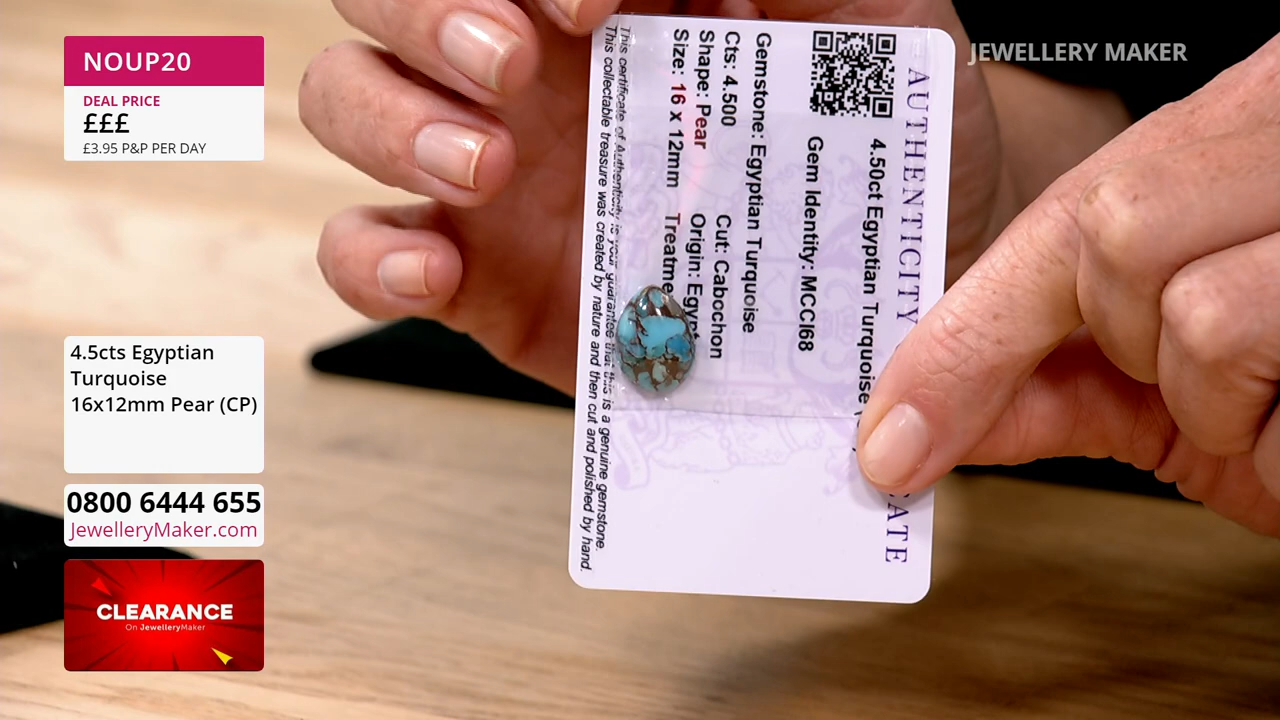 NOUP20
DEAL PRICE
£££
£3.95 P&P PER DAY
4.5cts Egyptian
Turquoise
16x12mm Pear (CP)
0800 6444 655
JewelleryMaker.com
CLEARANCE
On JewelleryMaker
JEWELLERY MAKER
AUTHENTICITY CATE
4.50ct Egyptian Turquoise
Gem Identity: MCCI68
Gemstone: Egyptian Turquoise
Cts: 4.500 Cut: Cabochon
Shape: Pear Origin: Egypt
Size: 16 x 12mm Treatme
This certificate of Authenticity is your guarantee that this is a genuine gemstone.
This collectable treasure was created by nature and then cut and polished by hand.